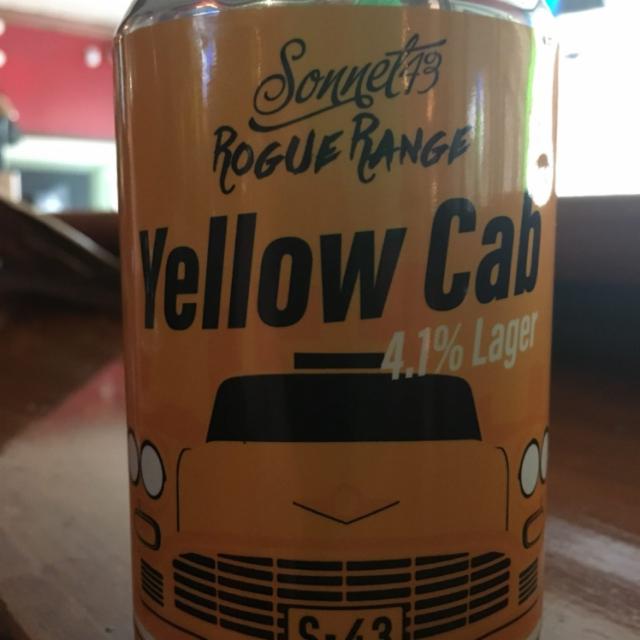 Sonnet 43
ROGUE RANGE
Yellow Cab
4.1% Lager
S-43